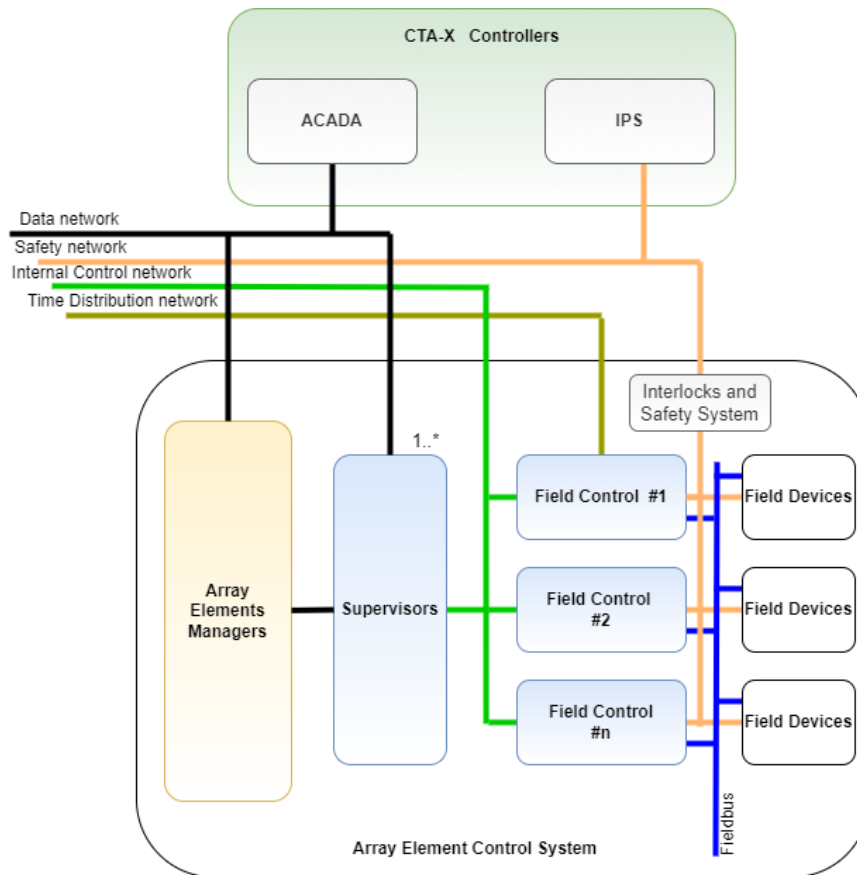 CTA-X Controllers
ACADA
IPS
Data network
Safety network
Internal Control network
Time Distribution network
Interlocks and
Safety System
1..*
Field Control #1
Field Devices
Array
Elements
Managers
Supervisors
Field Control
#2
Field Devices
Field Control
#n
Field Devices
Fieldbus
Array Element Control System